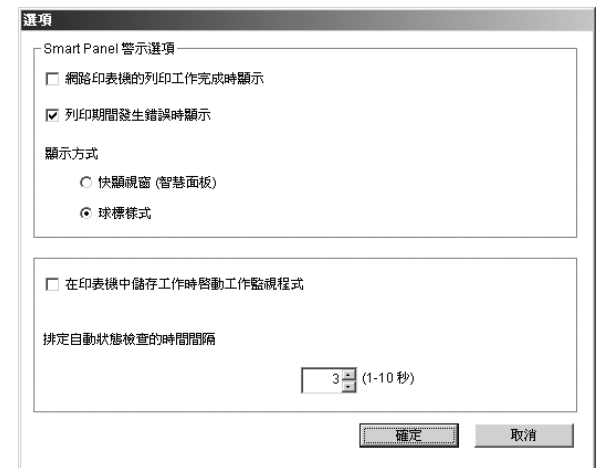 選項
Smart Panel 警示選項
網路印表機的列印工作完成時顯示
列印期間發生錯誤時顯示
顯示方式
快顯視窗 (智慧面板)
球標樣式
在印表機中儲存工作時啓動工作監視程式
排定自動狀態檢查的時間間隔
3 (1-10 秒)
確定 取消